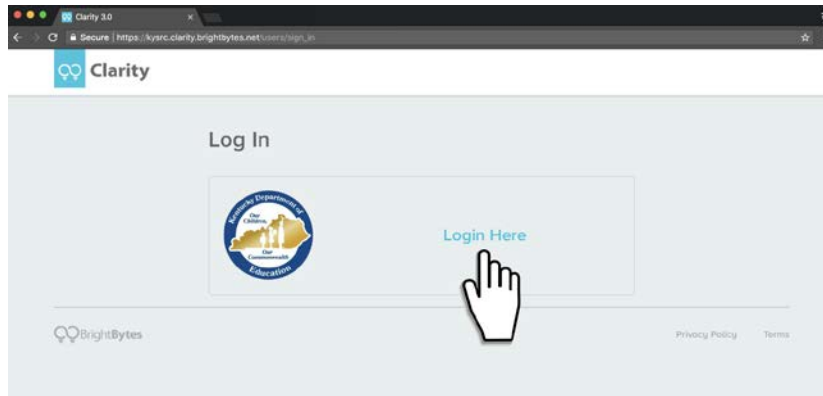 Clarity 3.0
Secure https://kysrc.clarity.brightbytes.net/users/sign_in
Clarity
Log In
Kentucky Department of
Our
Children,
Our
Commonwealth
Education
Login Here
BrightBytes
Privacy Policy Terms